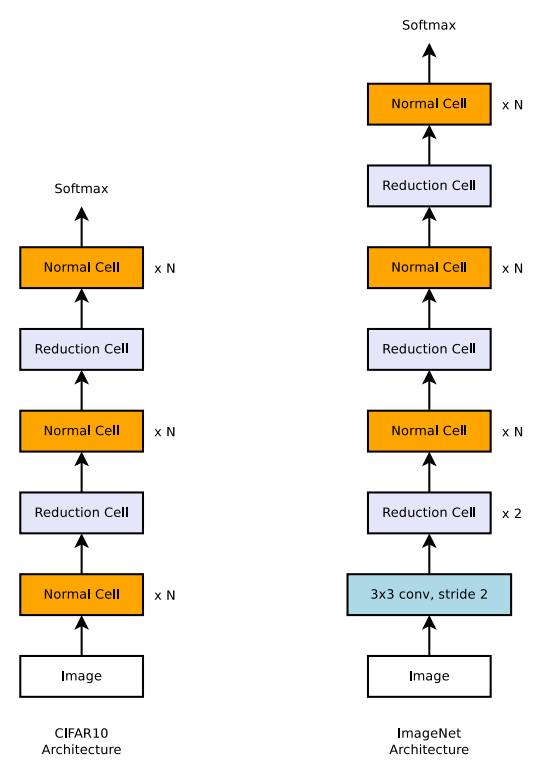 Softmax
Normal Cell
x N
Reduction Cell
Normal Cell
x N
Reduction Cell
Normal Cell
x N
Image
CIFAR10
Architecture
Softmax
Normal Cell
x N
Reduction Cell
Normal Cell
x N
Reduction Cell
Normal Cell
x N
Reduction Cell
x 2
3x3 conv, stride 2
Image
ImageNet
Architecture